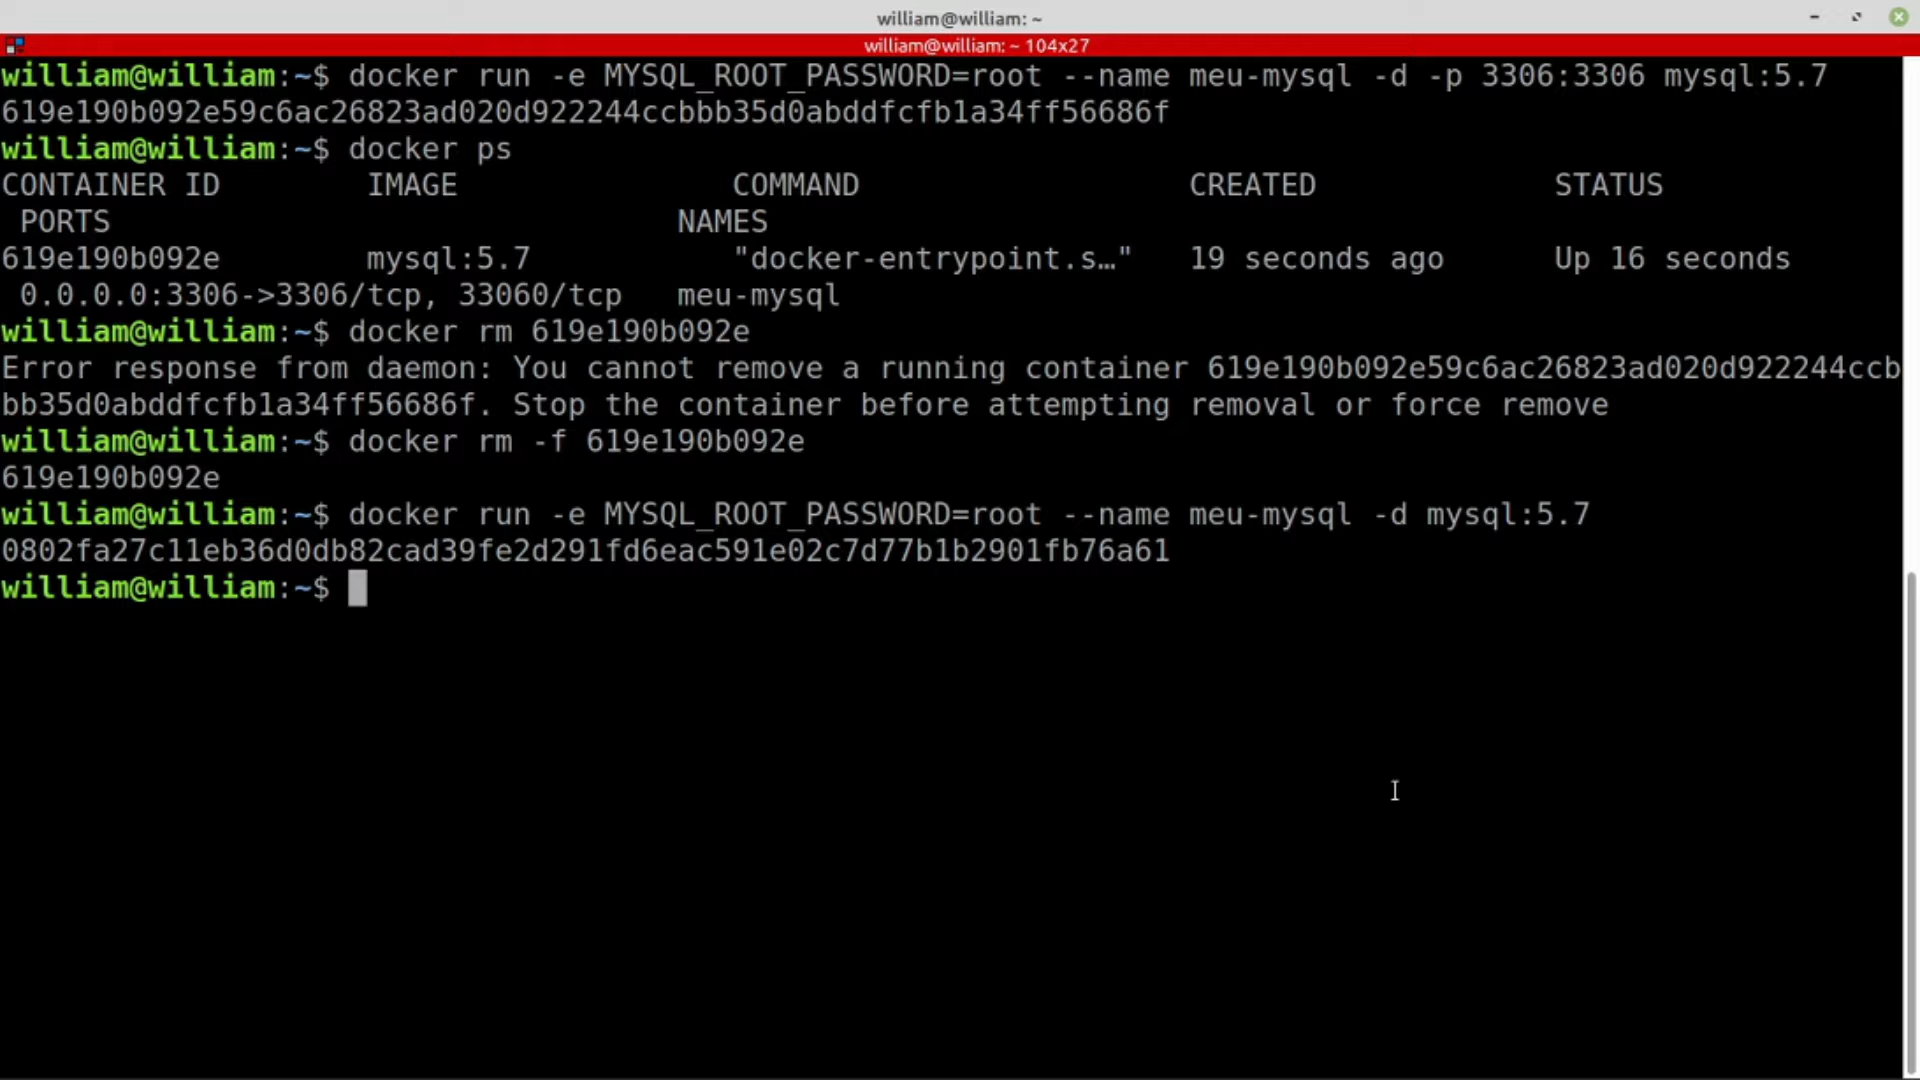 william@william: ~
william@william: ~ 104x27
william@william:~$ docker run -e MYSQL_ROOT_PASSWORD=root --name meu-mysql -d -p 3306:3306 mysql:5.7
619e190b092e59c6ac26823ad020d922244ccbbb35d0abddfcfb1a34ff56686f
william@william:~$ docker ps
CONTAINER ID        IMAGE               COMMAND                  CREATED             STATUS
 PORTS                               NAMES
619e190b092e        mysql:5.7           "docker-entrypoint.s…"   19 seconds ago      Up 16 seconds
 0.0.0.0:3306->3306/tcp, 33060/tcp   meu-mysql
william@william:~$ docker rm 619e190b092e
Error response from daemon: You cannot remove a running container 619e190b092e59c6ac26823ad020d922244ccb
bb35d0abddfcfb1a34ff56686f. Stop the container before attempting removal or force remove
william@william:~$ docker rm -f 619e190b092e
619e190b092e
william@william:~$ docker run -e MYSQL_ROOT_PASSWORD=root --name meu-mysql -d mysql:5.7
0802fa27c11eb36d0db82cad39fe2d291fd6eac591e02c7d77b1b2901fb76a61
william@william:~$